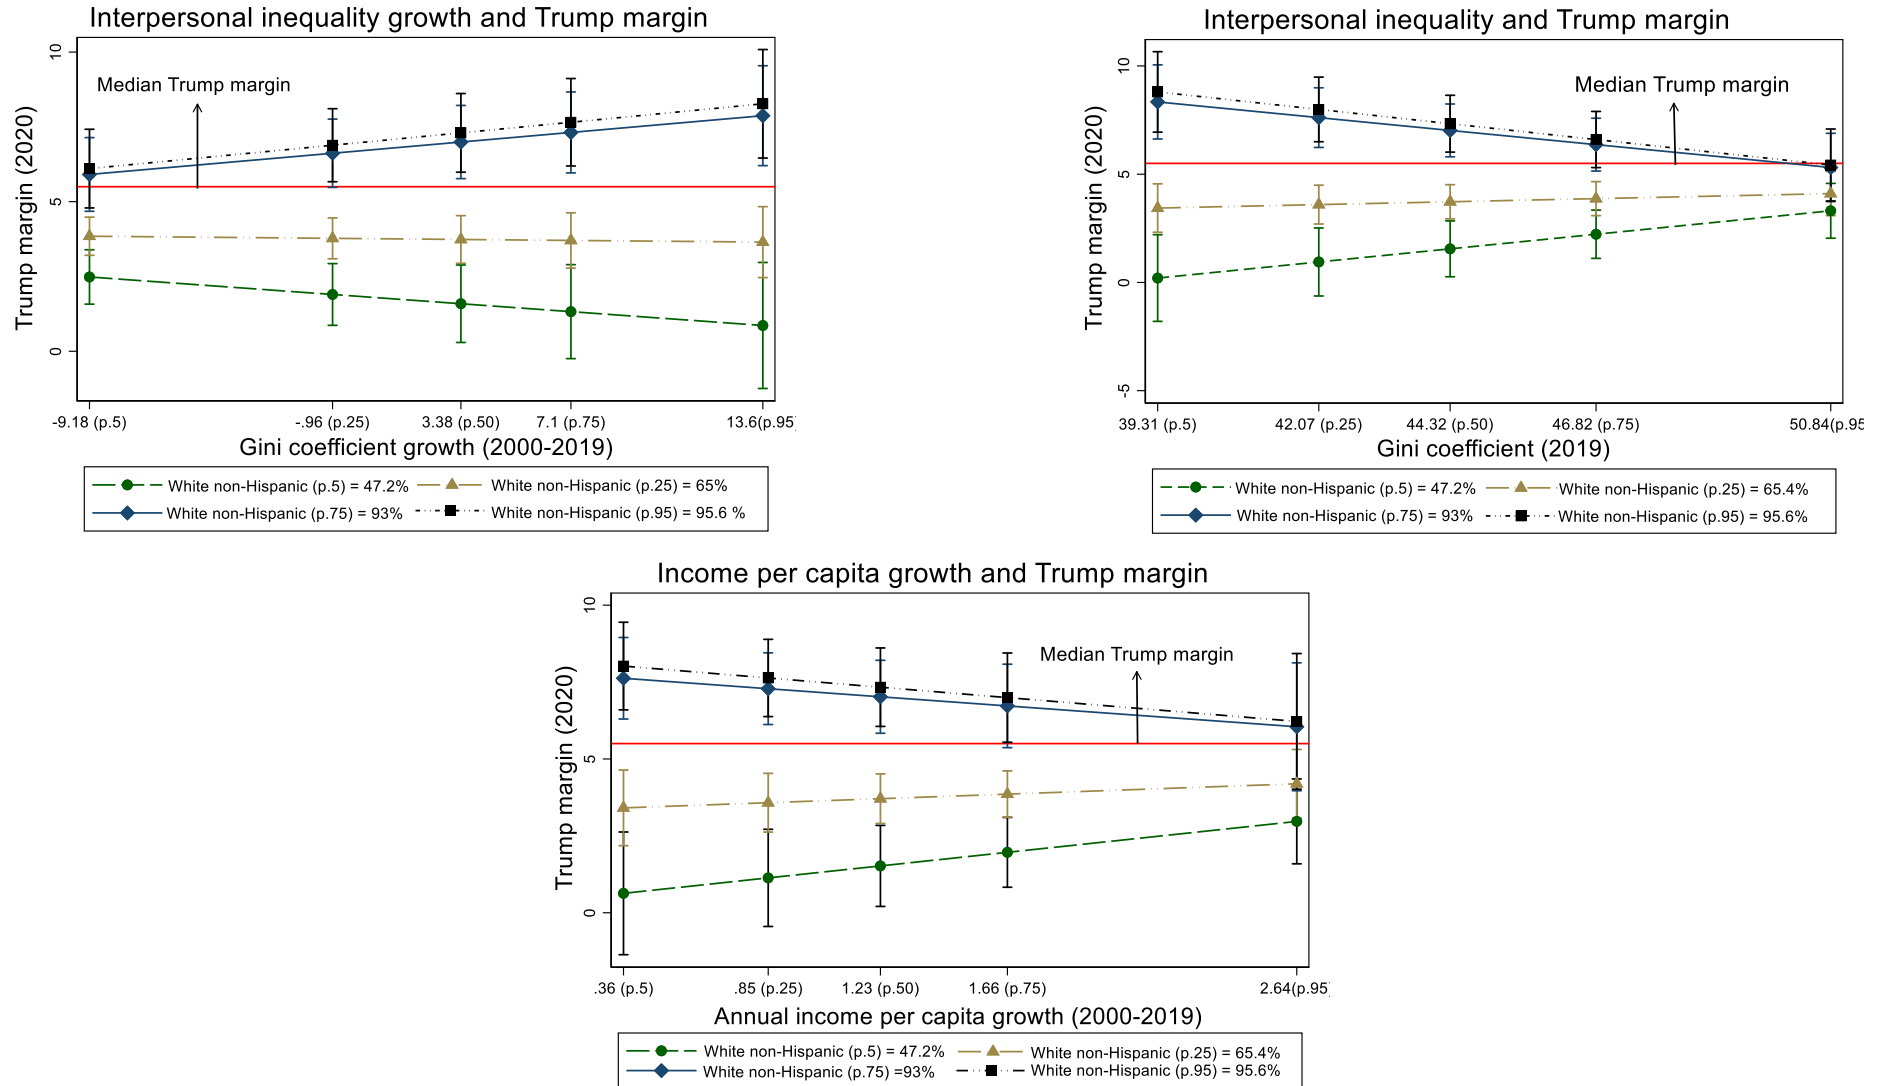 Interpersonal inequality growth and Trump margin
Trump margin (2020)
10
5
0
Median Trump margin
-9.18 (p.5)
-.96 (p.25)
3.38 (p.50)
7.1 (p.75)
13.6(p.95
Gini coefficient growth (2000-2019)
White non-Hispanic (p.5) = 47.2%
White non-Hispanic (p.25) = 65%
White non-Hispanic (p.75) = 93%
White non-Hispanic (p.95) = 95.6 %
Interpersonal inequality and Trump margin
Trump margin (2020)
10
5
0
-5
Median Trump margin
39.31 (p.5)
42.07 (p.25)
44.32 (p.50)
46.82 (p.75)
50.84(p.95
Gini coefficient (2019)
White non-Hispanic (p.5) = 47.2%
White non-Hispanic (p.25) = 65.4%
White non-Hispanic (p.75) = 93%
White non-Hispanic (p.95) = 95.6%
Income per capita growth and Trump margin
Trump margin (2020)
10
5
0
Median Trump margin
.36 (p.5)
.85 (p.25)
1.23 (p.50)
1.66 (p.75)
2.64(p.95
Annual income per capita growth (2000-2019)
White non-Hispanic (p.5) = 47.2%
White non-Hispanic (p.25) = 65.4%
White non-Hispanic (p.75) =93%
White non-Hispanic (p.95) = 95.6%